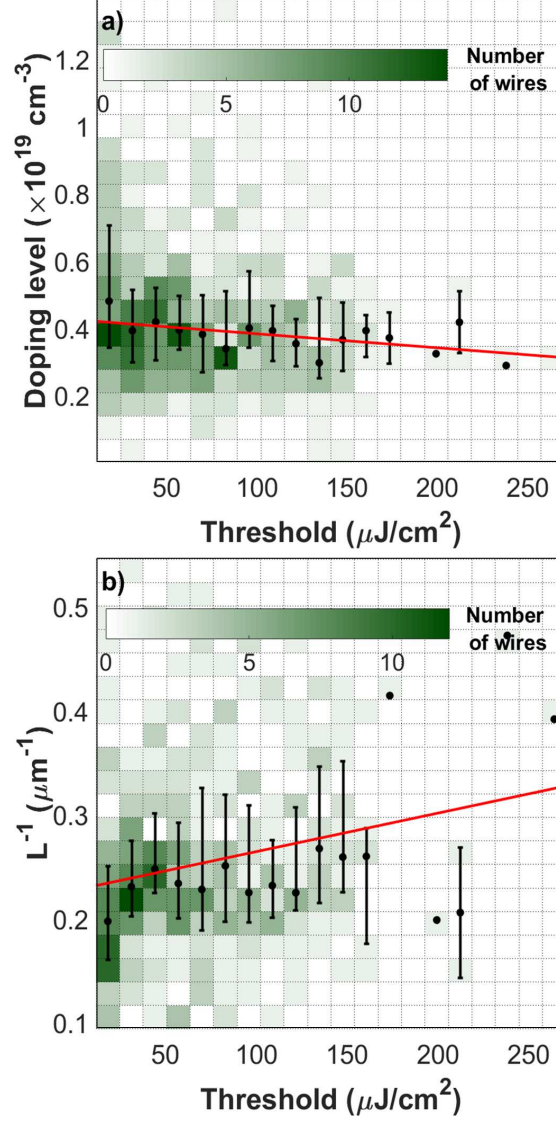 a)
Number
of wires
0 5 10
1.2
1
0.8
0.6
0.4
0.2
Doping level (×10¹⁹ cm⁻³)
50 100 150 200 250
Threshold (μJ/cm²)
b)
Number
of wires
0 5 10
0.5
0.4
0.3
0.2
0.1
L⁻¹ (μm⁻¹)
50 100 150 200 250
Threshold (μJ/cm²)